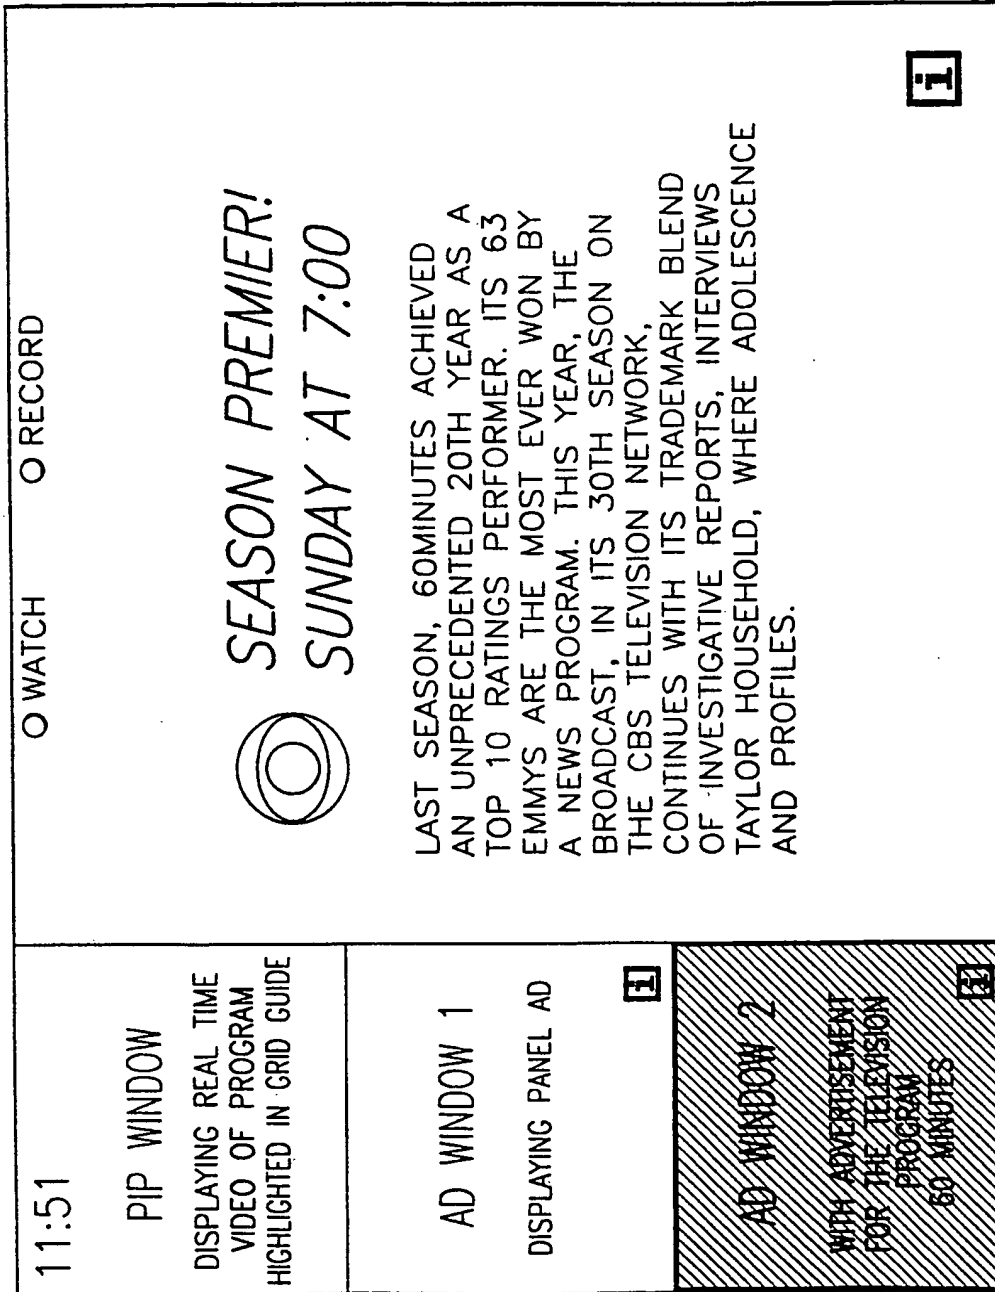 11:51
PIP WINDOW
DISPLAYING REAL TIME
VIDEO OF PROGRAM
HIGHLIGHTED IN GRID GUIDE
AD WINDOW 1
DISPLAYING PANEL AD
i
AD WINDOW 2
WITH ADVERTISEMENT
FOR THE TELEVISION
PROGRAM
60 MINUTES
i
O WATCH O RECORD
SEASON PREMIER!
SUNDAY AT 7:00
LAST SEASON, 60MINUTES ACHIEVED
AN UNPRECEDENTED 20TH YEAR AS A
TOP 10 RATINGS PERFORMER. ITS 63
EMMYS ARE THE MOST EVER WON BY
A NEWS PROGRAM. THIS YEAR, THE
BROADCAST, IN ITS 30TH SEASON ON
THE CBS TELEVISION NETWORK,
CONTINUES WITH ITS TRADEMARK BLEND
OF INVESTIGATIVE REPORTS, INTERVIEWS
TAYLOR HOUSEHOLD, WHERE ADOLESCENCE
AND PROFILES.
i